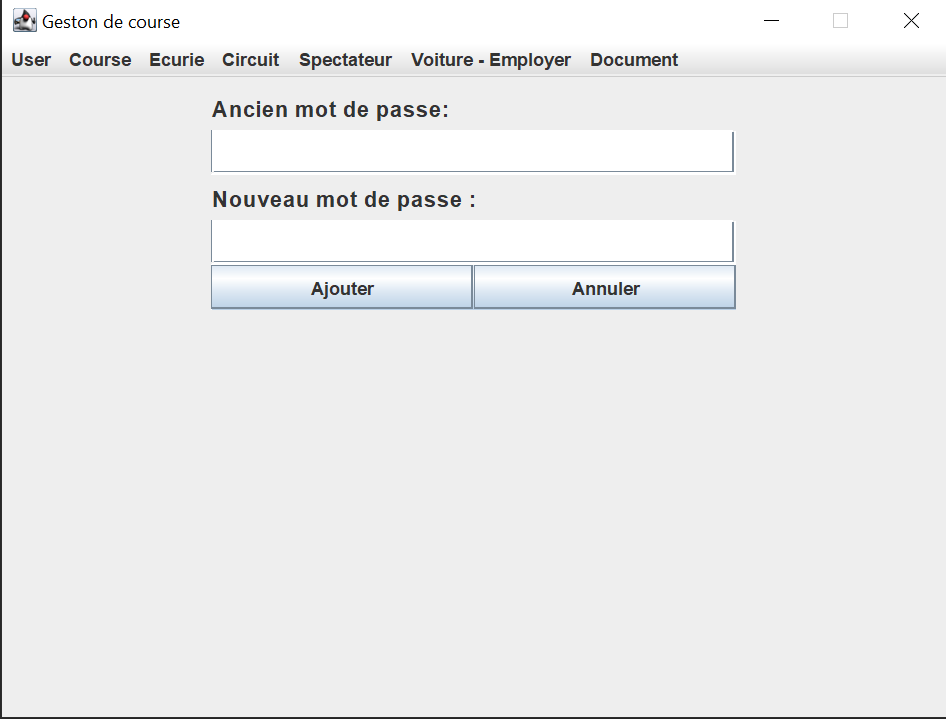 Geston de course
User Course Ecurie Circuit Spectateur Voiture - Employer Document
Ancien mot de passe:
Nouveau mot de passe :
Ajouter Annuler